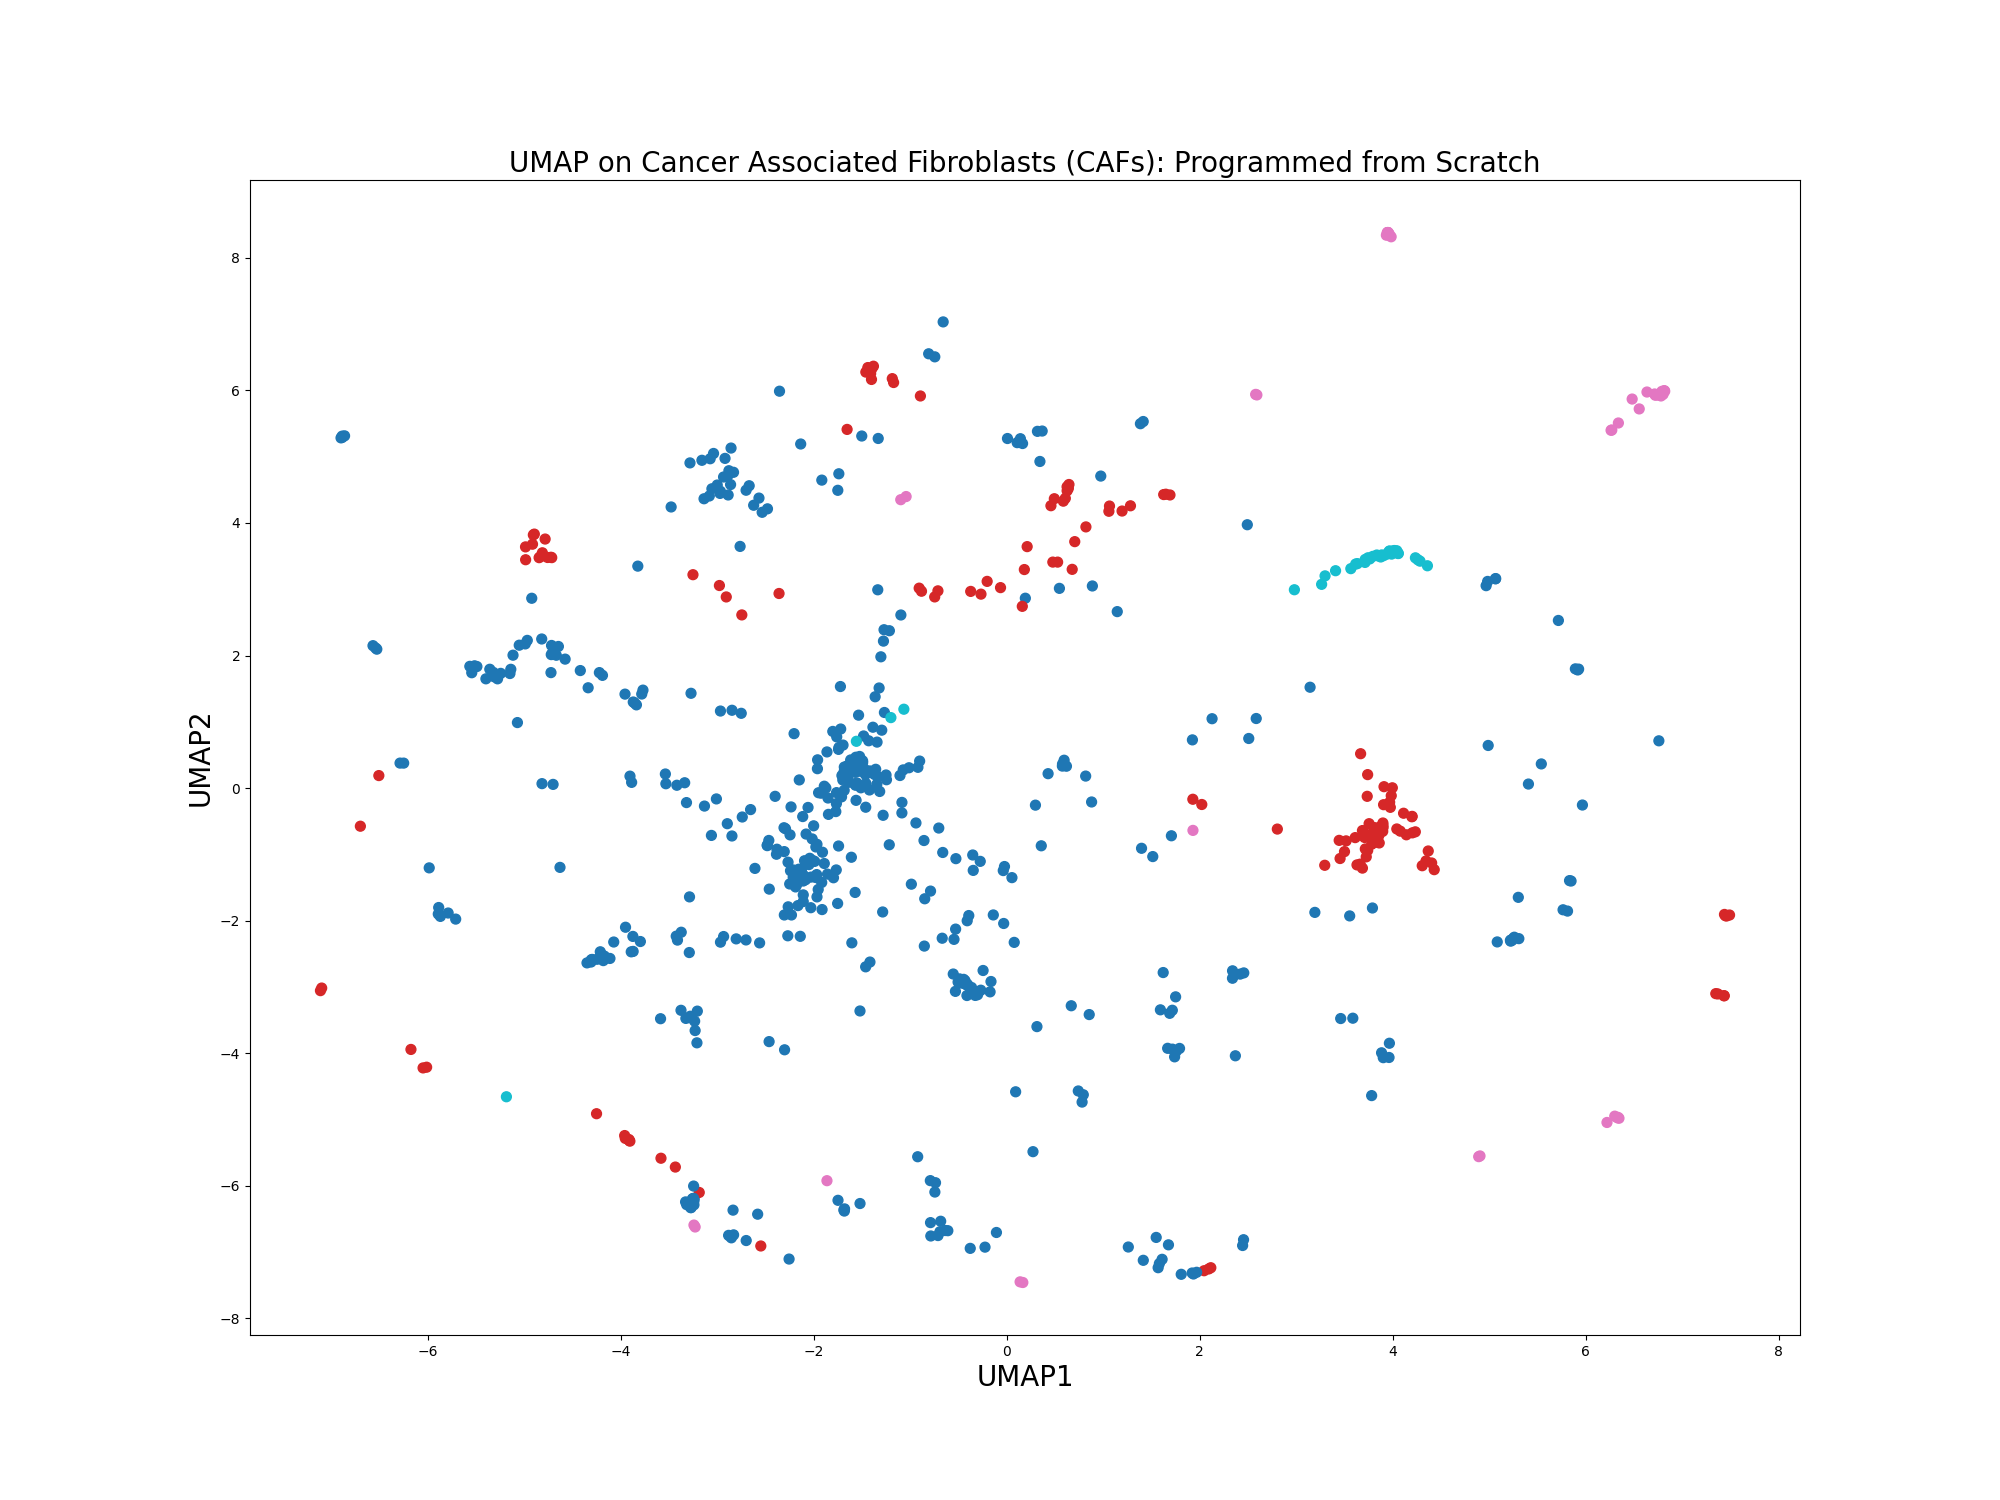 UMAP on Cancer Associated Fibroblasts (CAFs): Programmed from Scratch
8
6
4
2
0
−2
−4
−6
−8
UMAP2
−6 −4 −2 0 2 4 6 8
UMAP1